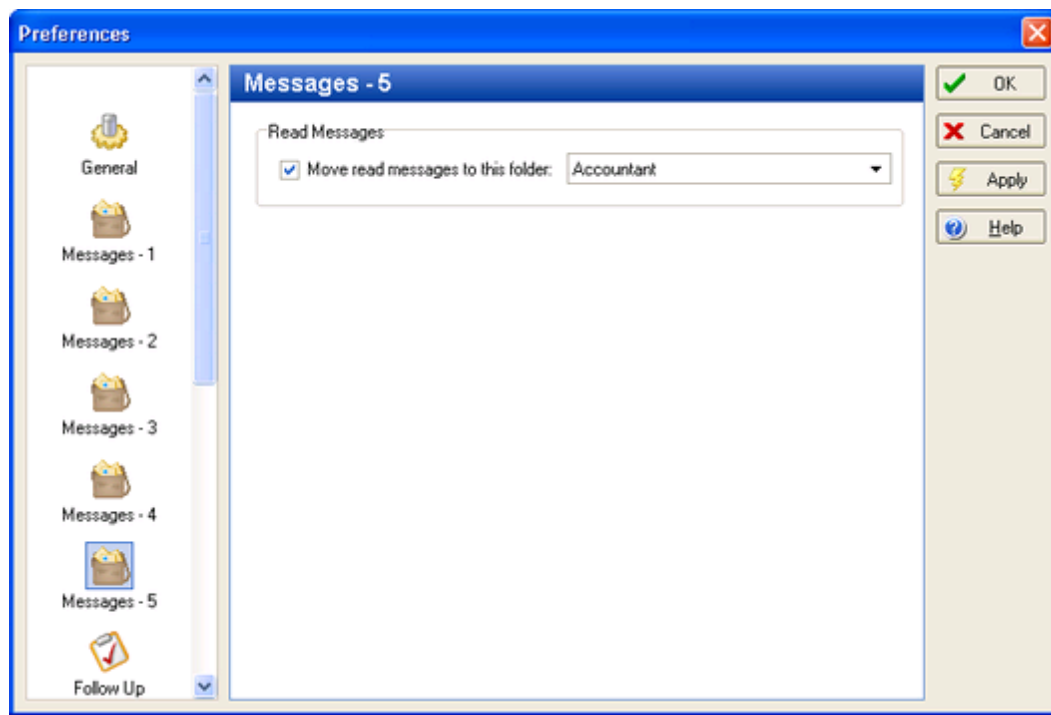 Preferences
General
Messages - 1
Messages - 2
Messages - 3
Messages - 4
Messages - 5
Follow Up
Messages - 5
Read Messages
Move read messages to this folder: Accountant
OK
Cancel
Apply
Help